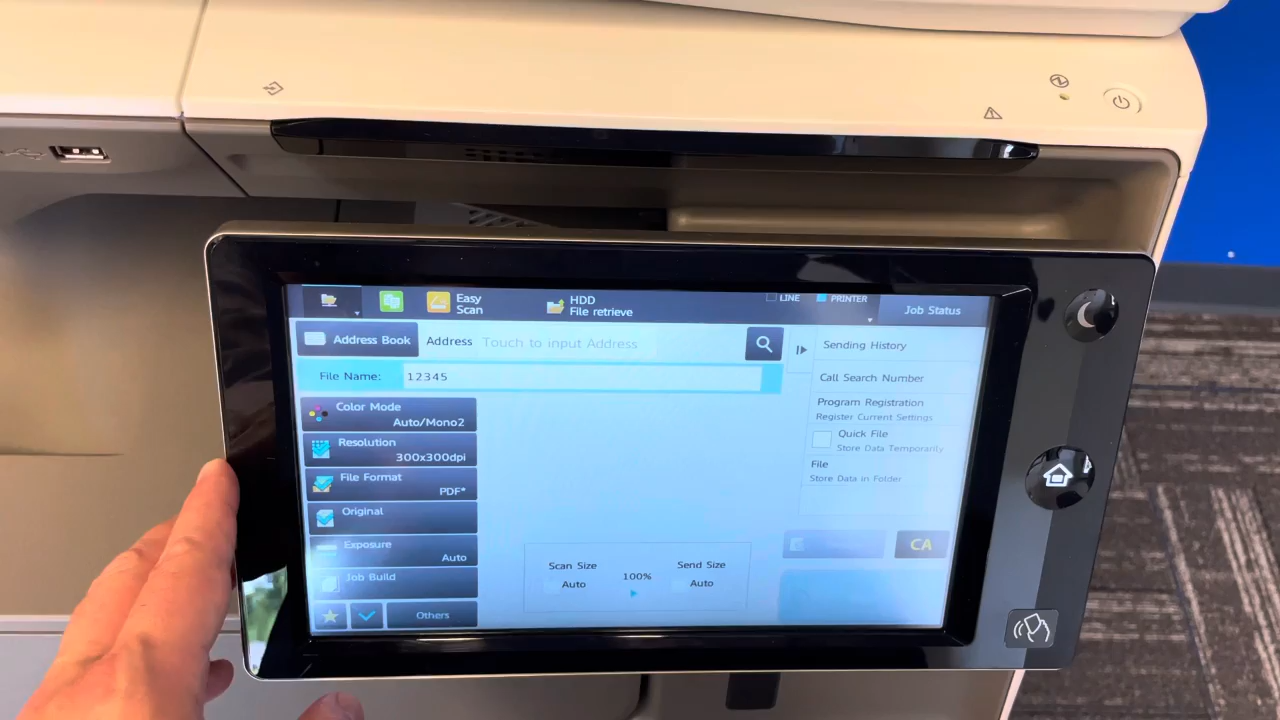 Easy
Scan
HDD
File retrieve
LINE
PRINTER
Job Status
Address Book
Address
Touch to input Address
File Name:
12345
Color Mode
Auto/Mono2
Resolution
300x300dpi
File Format
PDF*
Original
Exposure
Auto
Job Build
Others
Scan Size
Auto
100%
Send Size
Auto
Sending History
Call Search Number
Program Registration
Register Current Settings
Quick File
Store Data Temporarily
File
Store Data in Folder
CA